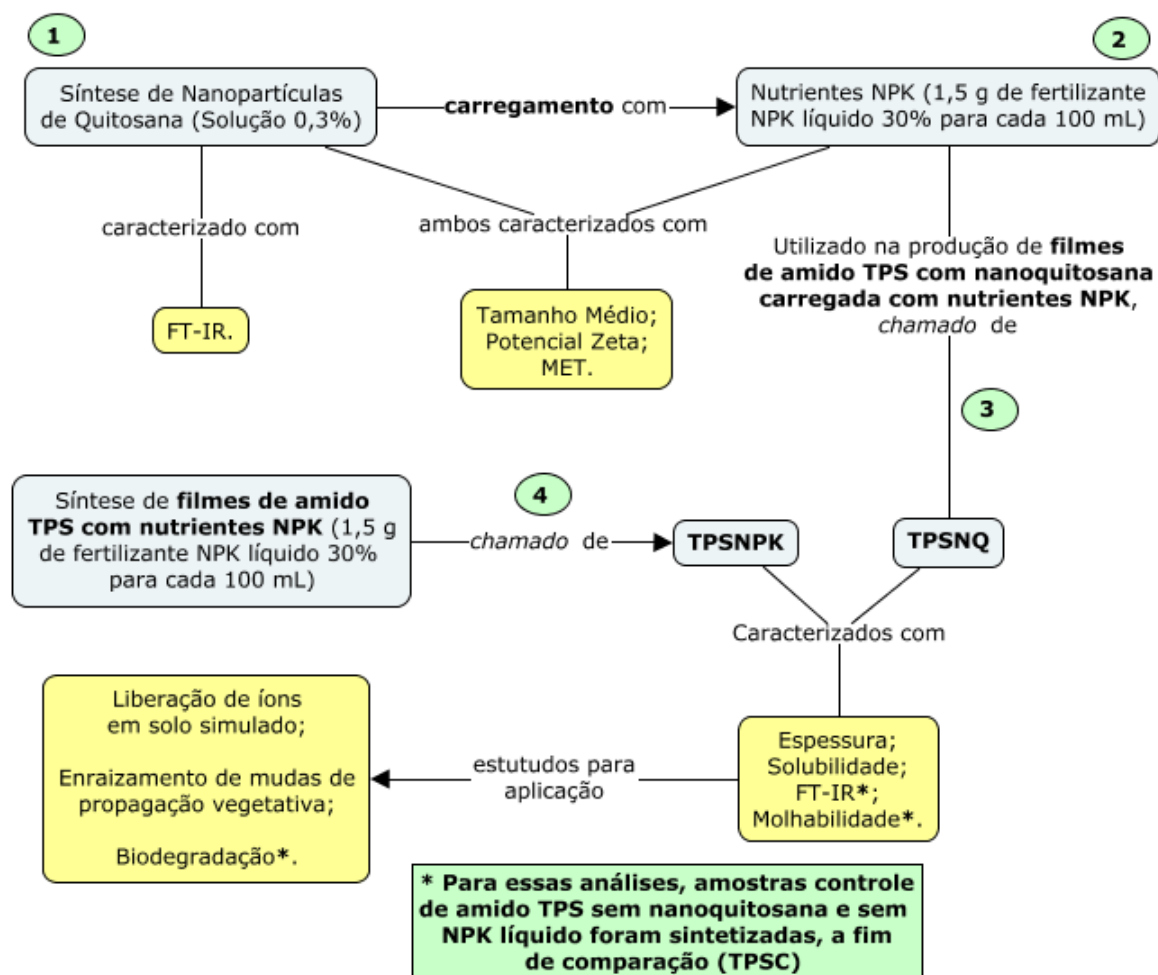 1
2
Síntese de Nanopartículas
de Quitosana (Solução 0,3%)
carregamento com
Nutrientes NPK (1,5 g de fertilizante
NPK líquido 30% para cada 100 mL)
caracterizado com
ambos caracterizados com
Utilizado na produção de filmes
de amido TPS com nanoquitosana
carregada com nutrientes NPK,
chamado de
FT-IR.
Tamanho Médio;
Potencial Zeta;
MET.
3
Síntese de filmes de amido
TPS com nutrientes NPK (1,5 g
de fertilizante NPK líquido 30%
para cada 100 mL)
4
chamado de
TPSNPK
TPSNQ
Caracterizados com
Liberação de íons
em solo simulado;
Enraizamento de mudas de
propagação vegetativa;
Biodegradação*.
estutudos para
aplicação
Espessura;
Solubilidade;
FT-IR*;
Molhabilidade*.
* Para essas análises, amostras controle
de amido TPS sem nanoquitosana e sem
NPK líquido foram sintetizadas, a fim
de comparação (TPSC)